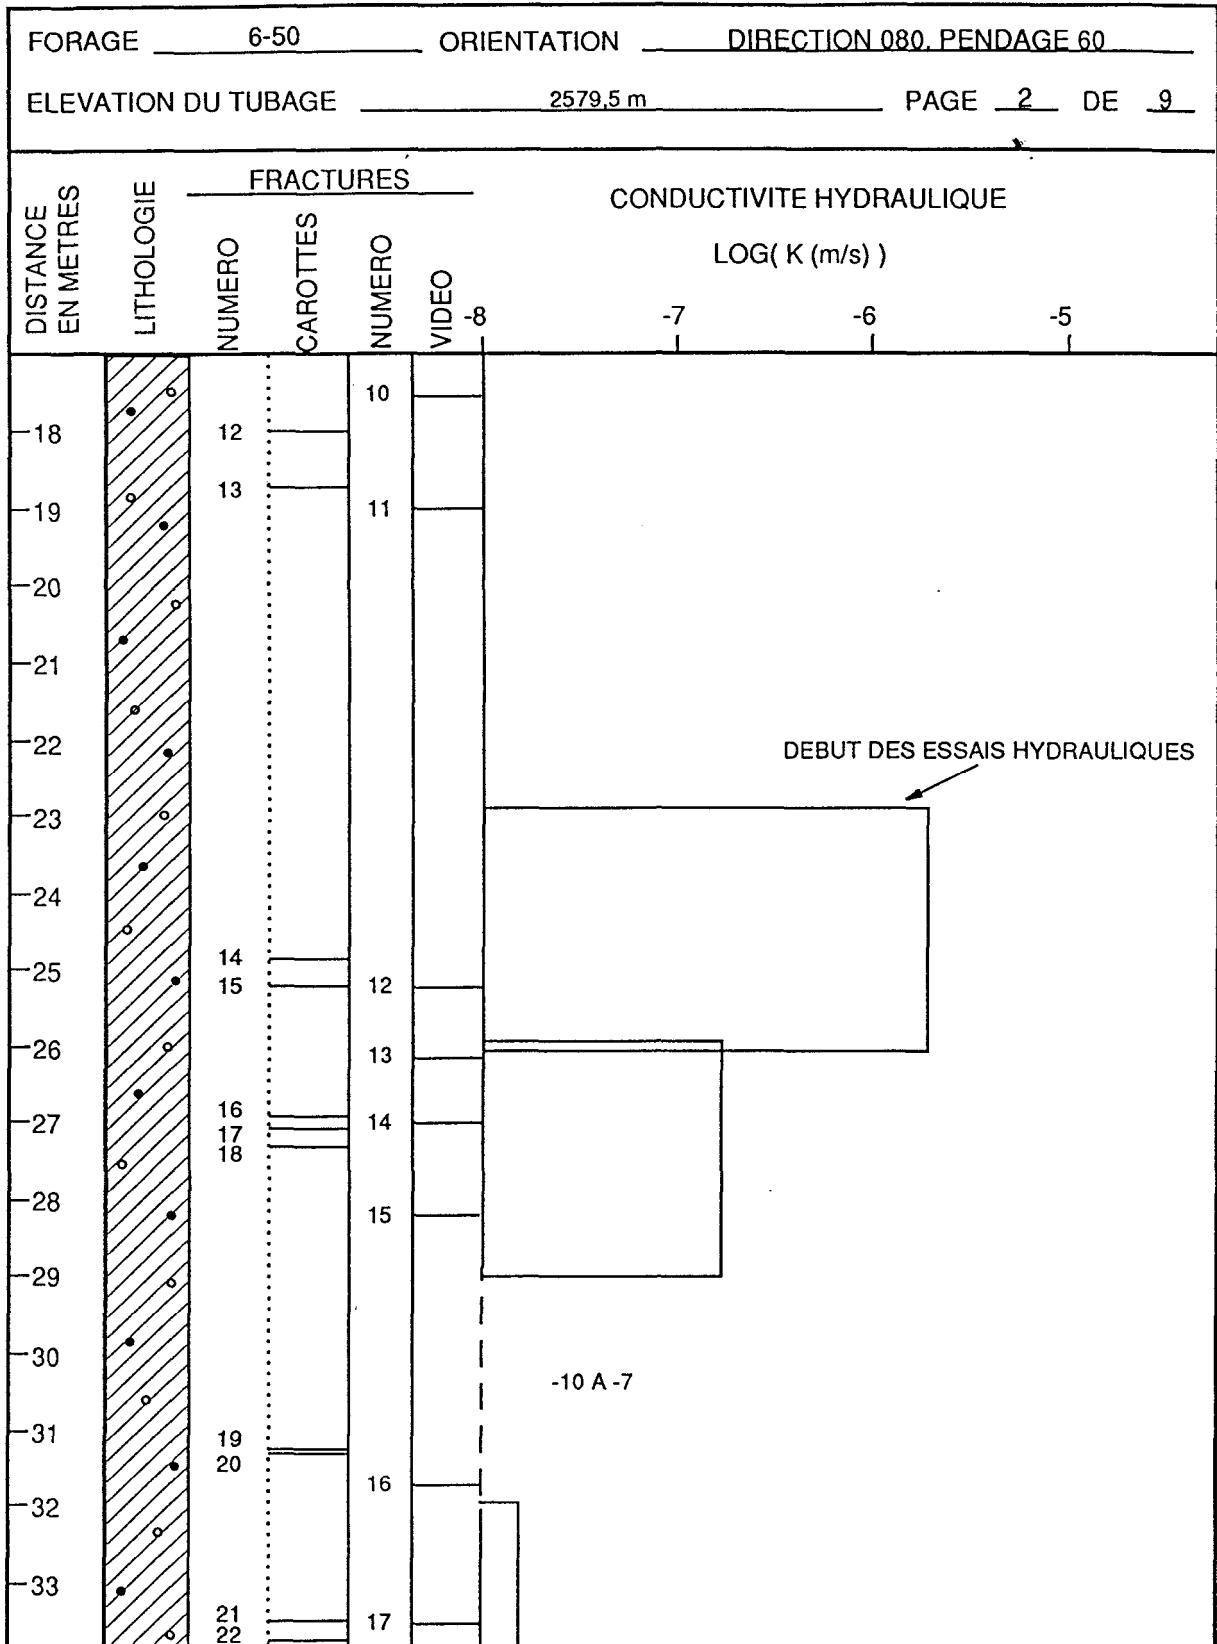 FORAGE 6-50 ORIENTATION DIRECTION 080, PENDAGE 60
ELEVATION DU TUBAGE 2579,5 m PAGE 2 DE 9
FRACTURES
DISTANCE EN METRES
LITHOLOGIE
NUMERO
CAROTTES
NUMERO
VIDEO
CONDUCTIVITE HYDRAULIQUE
LOG( K (m/s) )
-8 -7 -6 -5
10
18 12
13
19 11
20
21
22
DEBUT DES ESSAIS HYDRAULIQUES
23
24
14
25 15 12
26 13
16
27 14
17
18
28 15
29
30
-10 A -7
31 19
20
16
32
33
21 17
22